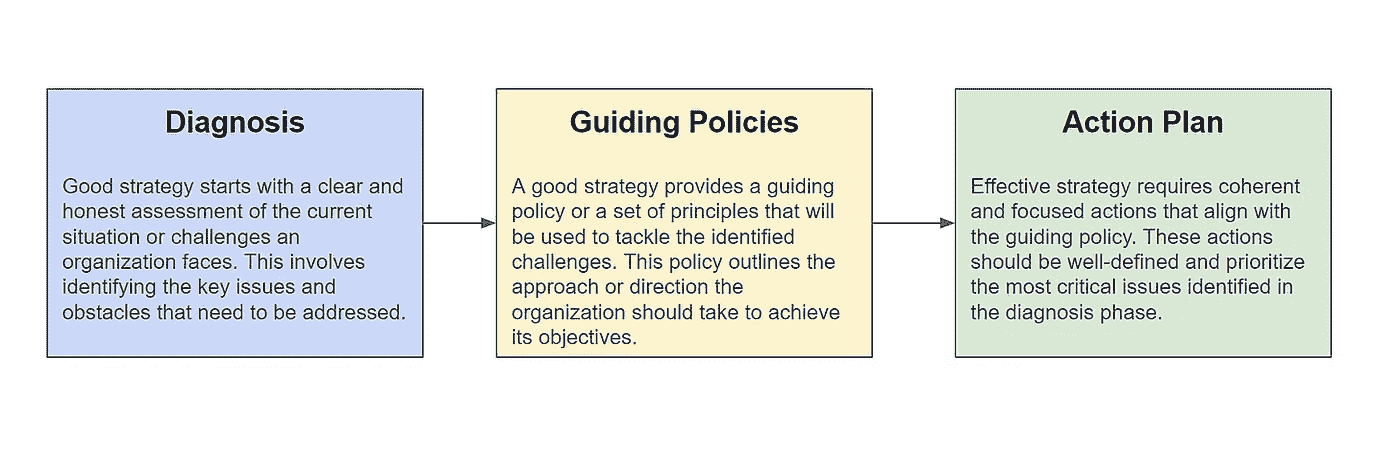 Diagnosis
Good strategy starts with a clear and
honest assessment of the current
situation or challenges an
organization faces. This involves
identifying the key issues and
obstacles that need to be addressed.
Guiding Policies
A good strategy provides a guiding
policy or a set of principles that will
be used to tackle the identified
challenges. This policy outlines the
approach or direction the
organization should take to achieve
its objectives.
Action Plan
Effective strategy requires coherent
and focused actions that align with
the guiding policy. These actions
should be well-defined and prioritize
the most critical issues identified in
the diagnosis phase.